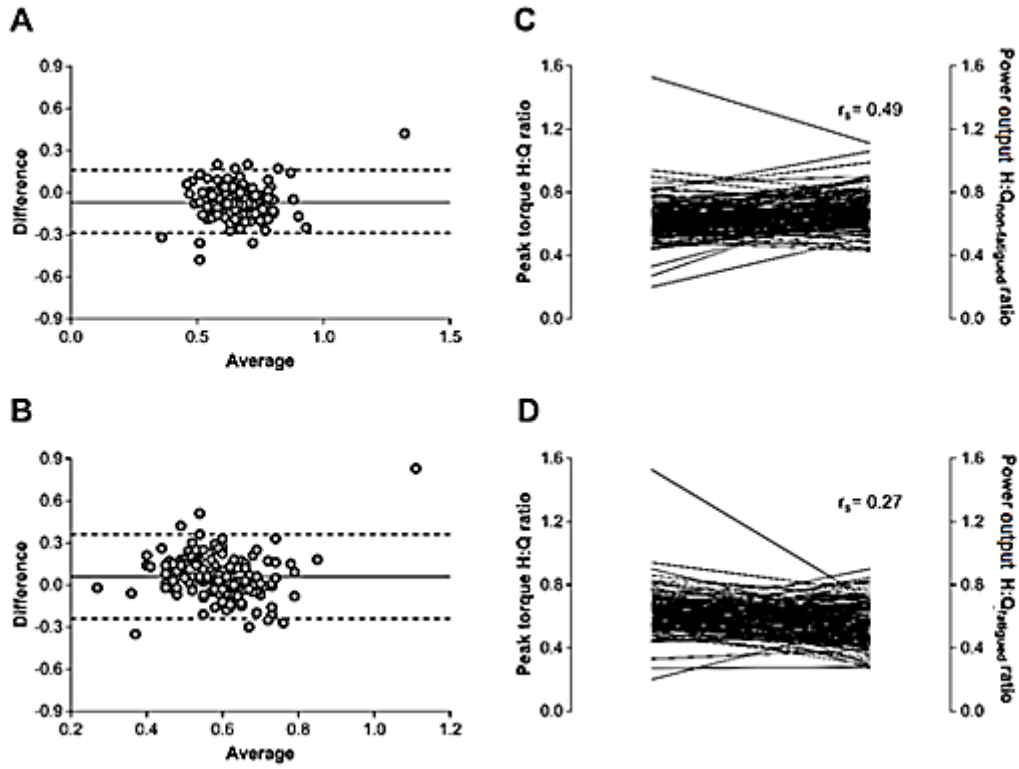 A
0.9
0.6
0.3
0.0
-0.3
-0.6
-0.9
Difference
0.0 0.5 1.0 1.5
Average
C
1.6
1.2
0.8
0.4
0.0
Peak torque H:Q ratio
rs= 0.49
1.6
1.2
0.8
0.4
0.0
Power output H:Qnon-fatigued ratio
B
0.9
0.6
0.3
0.0
-0.3
-0.6
-0.9
Difference
0.2 0.4 0.6 0.8 1.0 1.2
Average
D
1.6
1.2
0.8
0.4
0.0
Peak torque H:Q ratio
rs= 0.27
1.6
1.2
0.8
0.4
0.0
Power output H:Qfatigued ratio